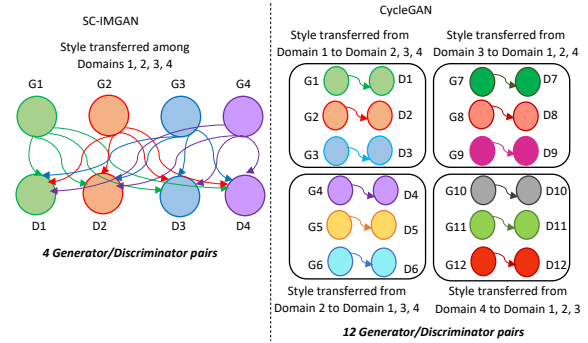 SC-IMGAN
Style transferred among
Domains 1, 2, 3, 4
G1 G2 G3 G4
D1 D2 D3 D4
4 Generator/Discriminator pairs
CycleGAN
Style transferred from
Domain 1 to Domain 2, 3, 4
Style transferred from
Domain 3 to Domain 1, 2, 4
G1 D1
G2 D2
G3 D3
G7 D7
G8 D8
G9 D9
G4 D4
G5 D5
G6 D6
G10 D10
G11 D11
G12 D12
Style transferred from
Domain 2 to Domain 1, 3, 4
Style transferred from
Domain 4 to Domain 1, 2, 3
12 Generator/Discriminator pairs